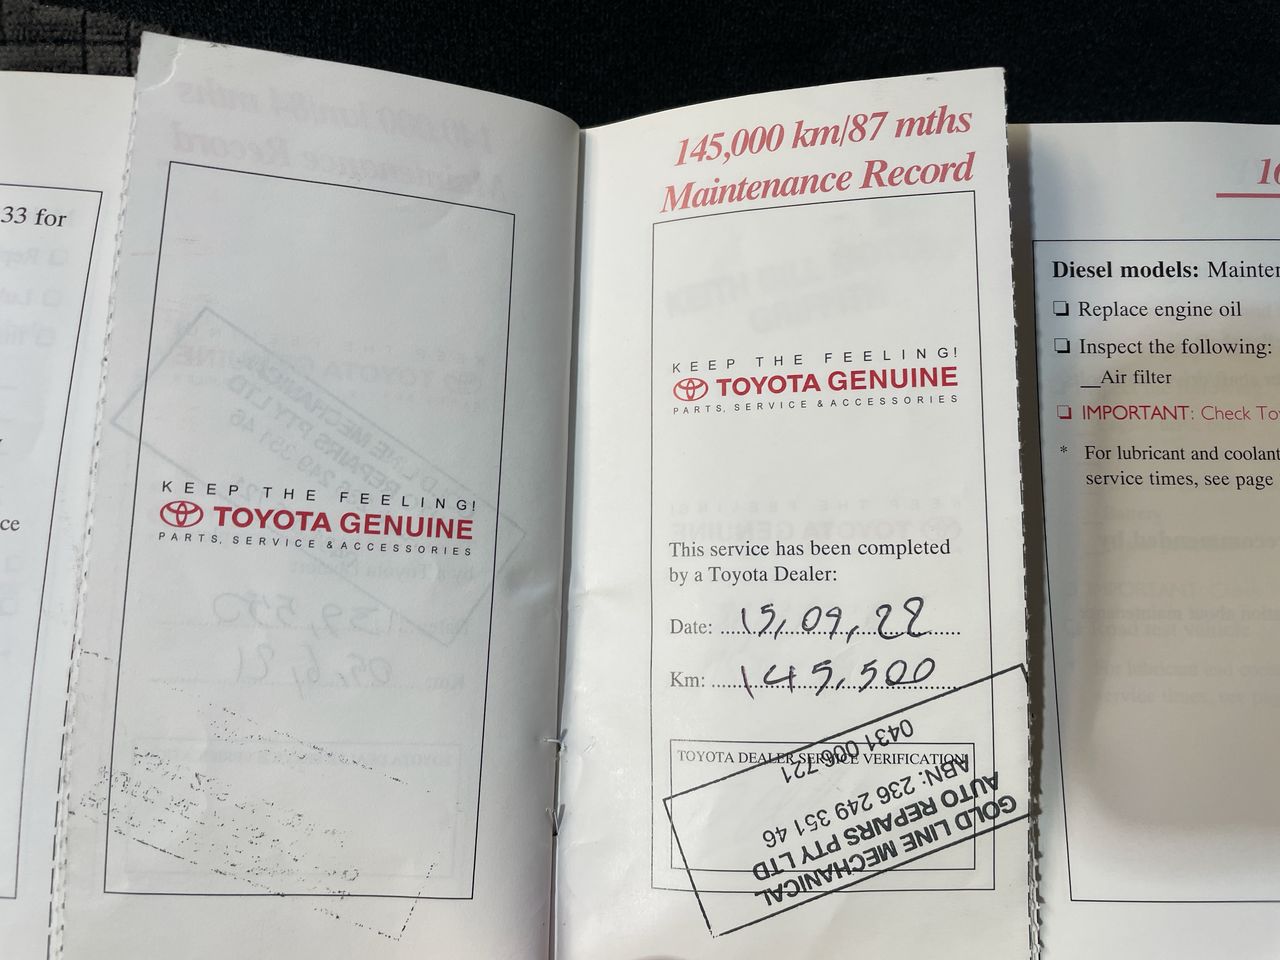 33 for
ce
KEEP THE FEELING!
TOYOTA GENUINE
PARTS, SERVICE & ACCESSORIES
145,000 km/87 mths
Maintenance Record
KEEP THE FEELING!
TOYOTA GENUINE
PARTS, SERVICE & ACCESSORIES
This service has been completed
by a Toyota Dealer:
Date: 15,09,22
Km: 145,500
TOYOTA DEALER SERVICE VERIFICATION
GOLD LINE MECHANICAL
AUTO REPAIRS PTY LTD
ABN: 236 249 351 46
0431 006 721
Diesel models:
❏ Replace engine oil
❏ Inspect the following:
__Air filter
❏ IMPORTANT: Check
* For lubricant and coolant
service times, see page